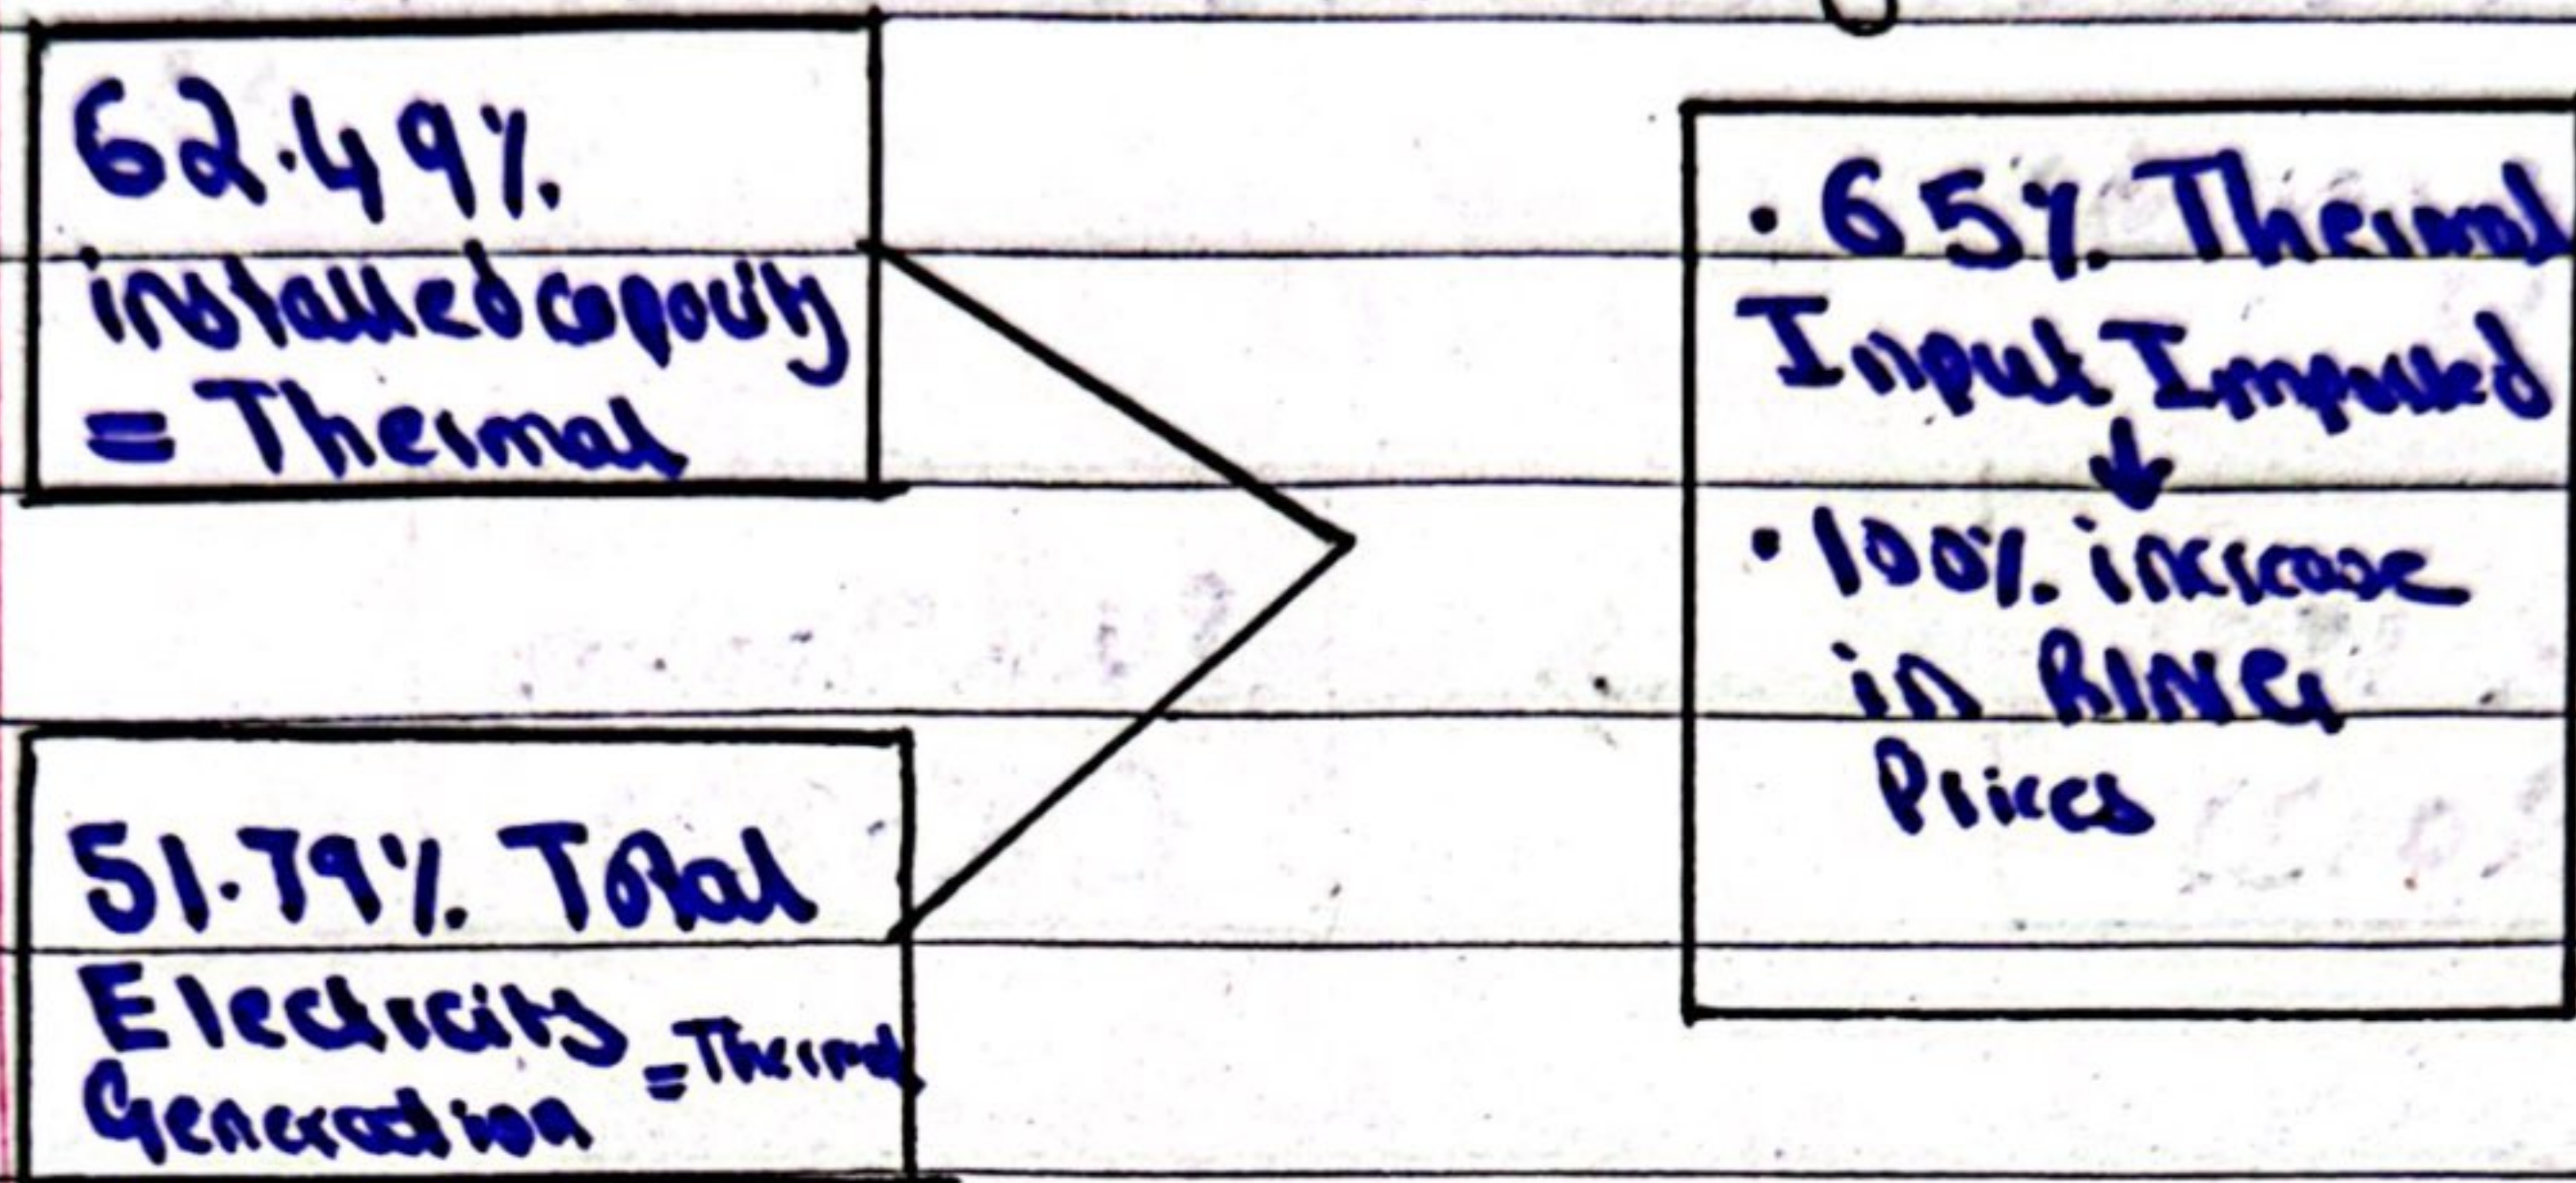 62.49%
installed capacity
= Thermal
51.79% Total
Electricity = Thermal
Generation
• 65% Thermal
Input Imported
↓
• 100% increase
in RLNG
Prices